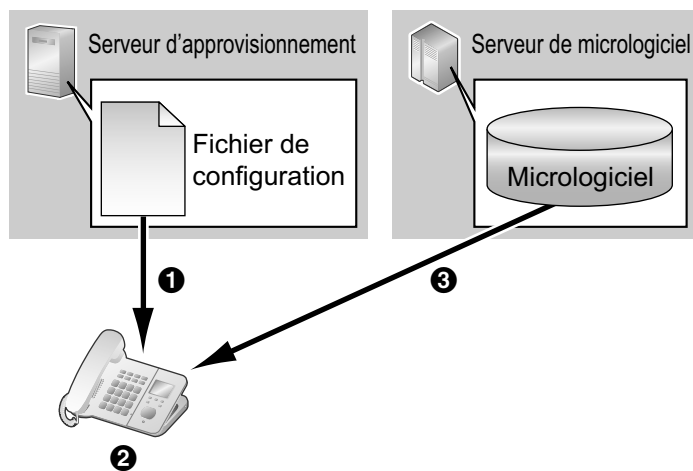 Serveur d'approvisionnement
Serveur de micrologiciel
Fichier de
configuration
Micrologiciel
❶
❸
❷